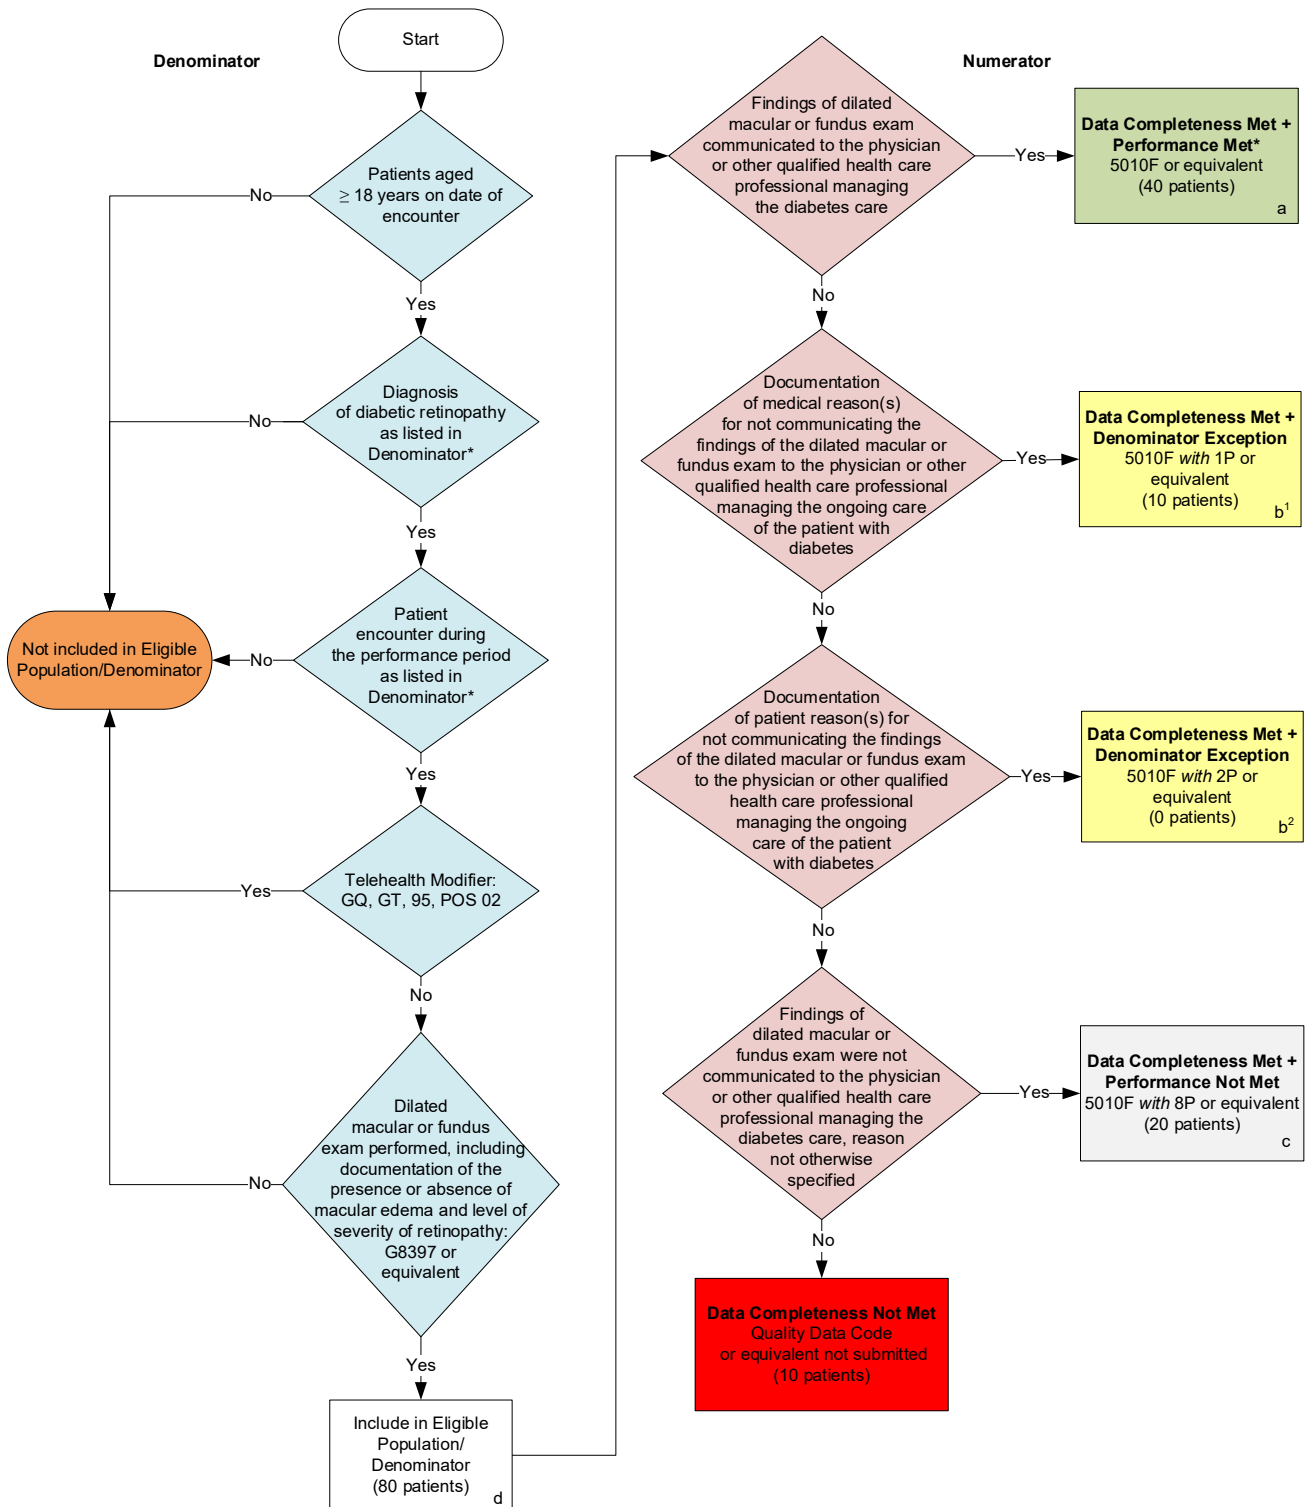 Start
Denominator
Patients aged
≥ 18 years on date of
encounter
No
Yes
Diagnosis
of diabetic retinopathy
as listed in
Denominator*
No
Yes
Patient
encounter during
the performance period
as listed in
Denominator*
No
Not included in Eligible
Population/Denominator
Yes
Telehealth Modifier:
GQ, GT, 95, POS 02
Yes
No
Dilated
macular or fundus
exam performed, including
documentation of the
presence or absence of
macular edema and level of
severity of retinopathy:
G8397 or
equivalent
No
Yes
Include in Eligible
Population/
Denominator
(80 patients)
d
Numerator
Findings of dilated
macular or fundus exam
communicated to the physician
or other qualified health care
professional managing
the diabetes care
Yes
Data Completeness Met +
Performance Met*
5010F or equivalent
(40 patients)
a
No
Documentation
of medical reason(s)
for not communicating the
findings of the dilated macular or
fundus exam to the physician or other
qualified health care professional
managing the ongoing care
of the patient with
diabetes
Yes
Data Completeness Met +
Denominator Exception
5010F with 1P or
equivalent
(10 patients)
b¹
No
Documentation
of patient reason(s) for
not communicating the findings
of the dilated macular or fundus exam
to the physician or other qualified
health care professional
managing the ongoing
care of the patient
with diabetes
Yes
Data Completeness Met +
Denominator Exception
5010F with 2P or
equivalent
(0 patients)
b²
No
Findings of
dilated macular or
fundus exam were not
communicated to the physician
or other qualified health care
professional managing the
diabetes care, reason
not otherwise
specified
Yes
Data Completeness Met +
Performance Not Met
5010F with 8P or equivalent
(20 patients)
c
No
Data Completeness Not Met
Quality Data Code
or equivalent not submitted
(10 patients)